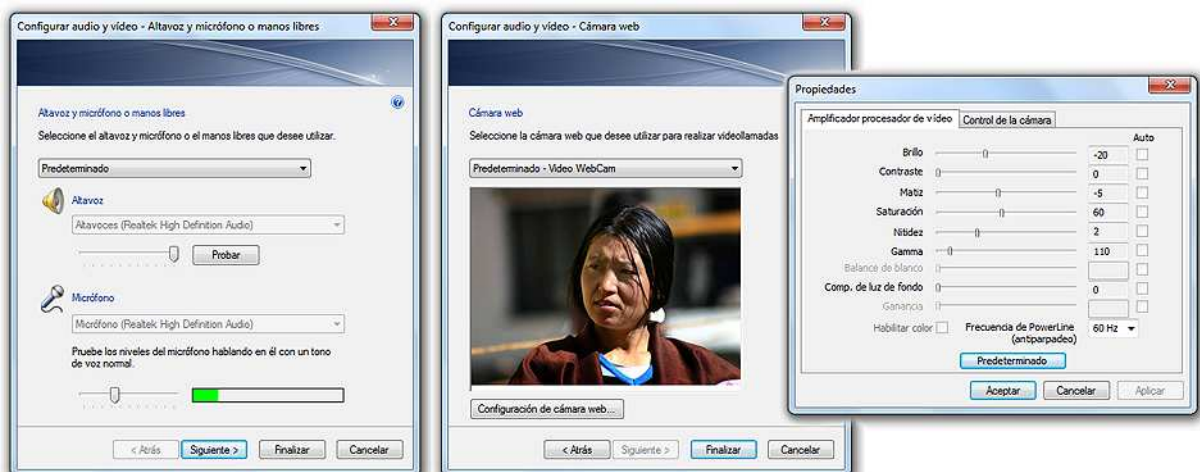 Configurar audio y vídeo - Altavoz y micrófono o manos libres
Altavoz y micrófono o manos libres
Seleccione el altavoz y micrófono o el manos libres que desee utilizar.
Predeterminado
Altavoz
Altavoces (Realtek High Definition Audio)
Probar
Micrófono
Micrófono (Realtek High Definition Audio)
Pruebe los niveles del micrófono hablando en él con un tono
de voz normal.
< Atrás
Siguiente >
Finalizar
Cancelar
Configurar audio y vídeo - Cámara web
Cámara web
Seleccione la cámara web que desee utilizar para realizar videollamadas
Predeterminado - Video WebCam
Configuración de cámara web...
< Atrás
Siguiente >
Finalizar
Cancelar
Propiedades
Amplificador procesador de vídeo
Control de la cámara
Auto
Brillo -20
Contraste 0
Matiz -5
Saturación 60
Nitidez 2
Gamma 110
Balance de blanco
Comp. de luz de fondo 0
Ganancia
Habilitar color
Frecuencia de PowerLine
(antiparpadeo)
60 Hz
Predeterminado
Aceptar
Cancelar
Aplicar